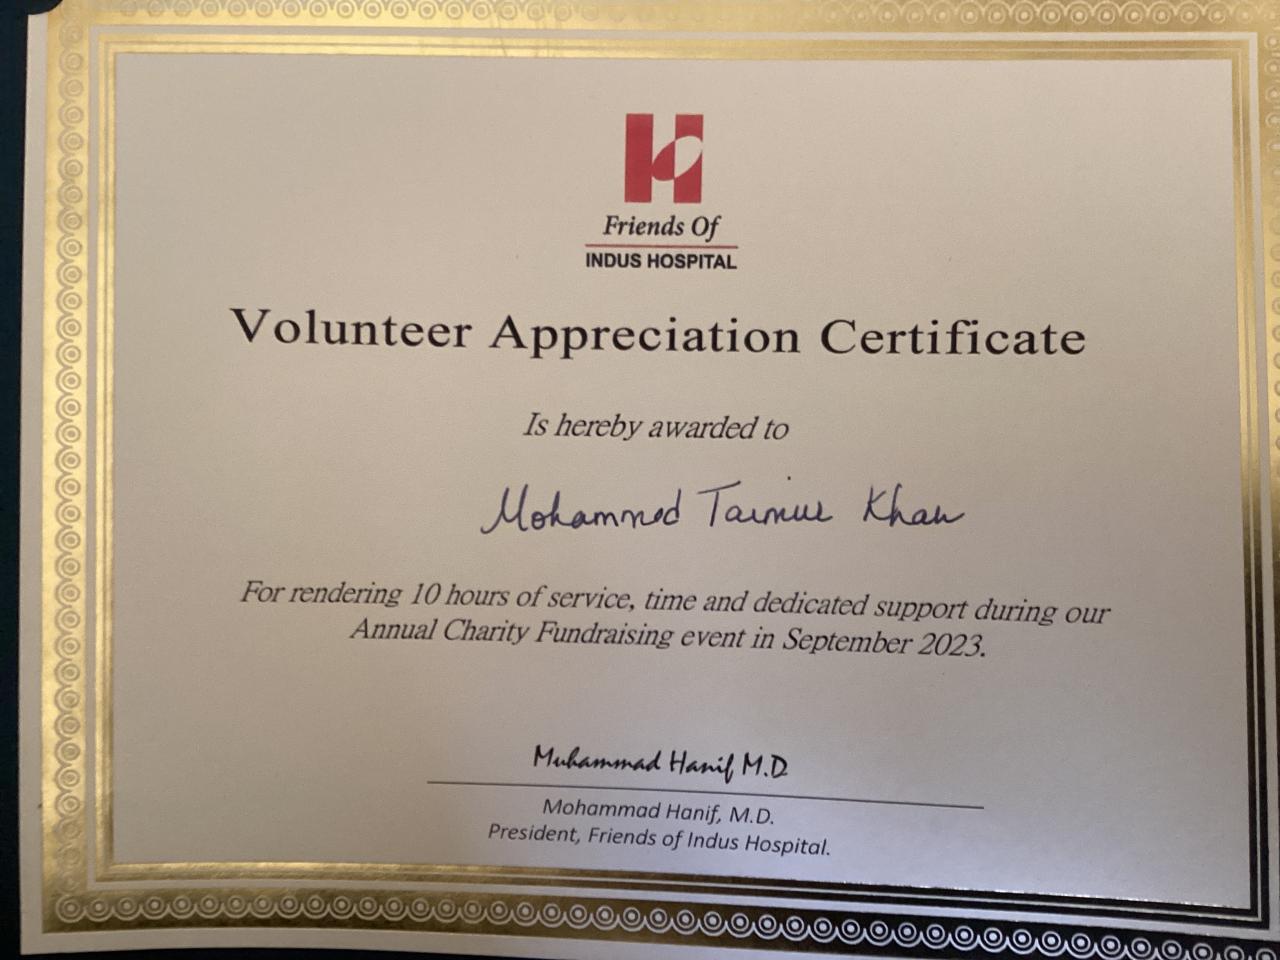 Friends Of
INDUS HOSPITAL
Volunteer Appreciation Certificate
Is hereby awarded to
Mohammed Taimur Khan
For rendering 10 hours of service, time and dedicated support during our
Annual Charity Fundraising event in September 2023.
Muhammad Hanif M.D
Mohammad Hanif, M.D.
President, Friends of Indus Hospital.